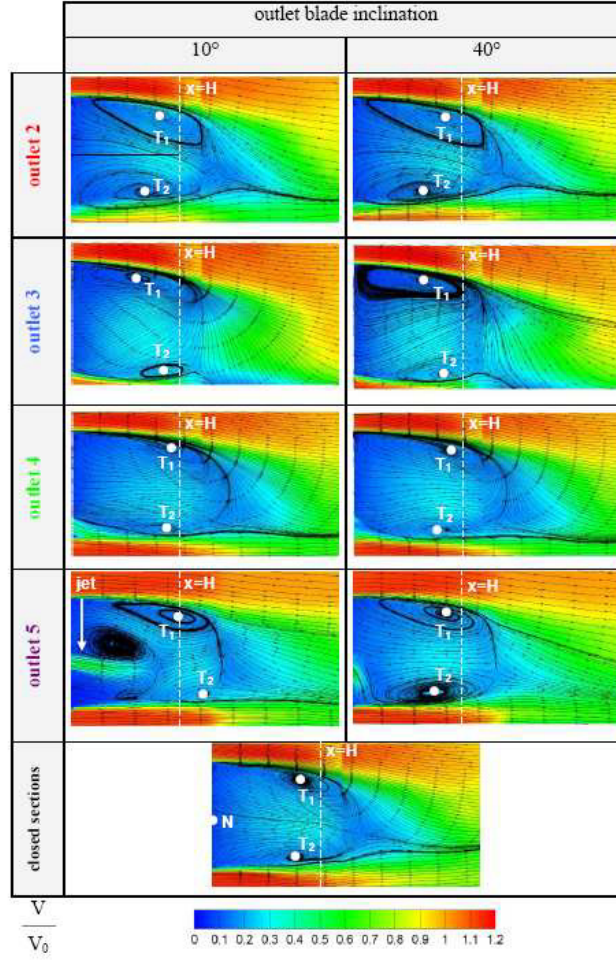 outlet blade inclination
10° 40°
outlet 2
x=H x=H
T₁ T₁
T₂ T₂
outlet 3
x=H x=H
T₁ T₁
T₂ T₂
outlet 4
x=H x=H
T₁ T₁
T₂ T₂
outlet 5
jet x=H x=H
T₁ T₁
T₂ T₂
closed sections
x=H
T₁
N
T₂
V
V₀
0 0.1 0.2 0.3 0.4 0.5 0.6 0.7 0.8 0.9 1 1.1 1.2